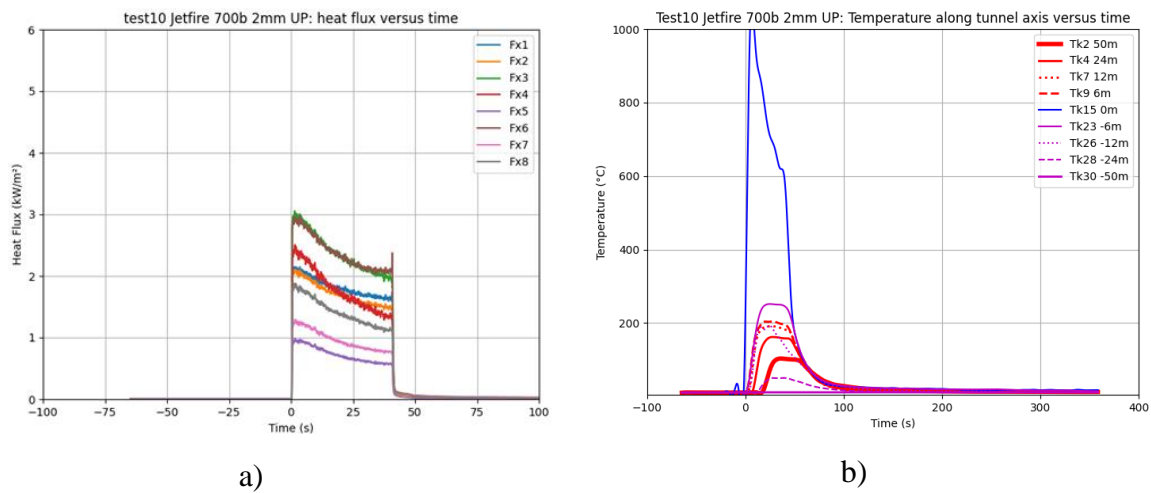 test10 Jetfire 700b 2mm UP: heat flux versus time
6
5
4
3
2
1
0
Heat Flux (kW/m²)
Fx1
Fx2
Fx3
Fx4
Fx5
Fx6
Fx7
Fx8
−100 −75 −50 −25 0 25 50 75 100
Time (s)
a)
Test10 Jetfire 700b 2mm UP: Temperature along tunnel axis versus time
1000
800
600
400
200
Temperature (°C)
Tk2 50m
Tk4 24m
Tk7 12m
Tk9 6m
Tk15 0m
Tk23 -6m
Tk26 -12m
Tk28 -24m
Tk30 -50m
−100 0 100 200 300 400
Time (s)
b)